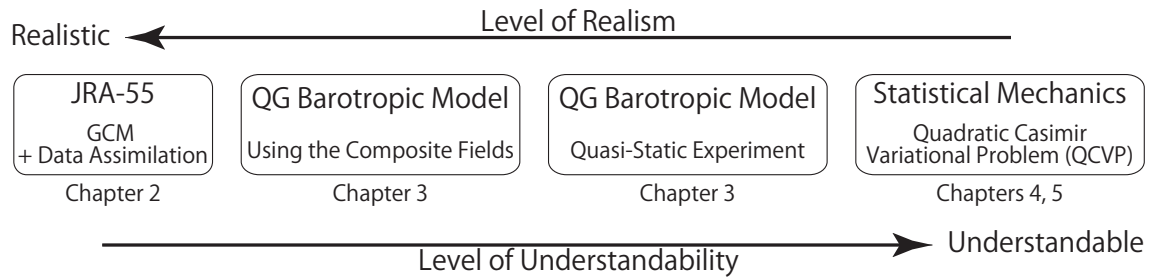 Level of Realism
Realistic
JRA-55
GCM
+ Data Assimilation
Chapter 2
QG Barotropic Model
Using the Composite Fields
Chapter 3
QG Barotropic Model
Quasi-Static Experiment
Chapter 3
Statistical Mechanics
Quadratic Casimir
Variational Problem (QCVP)
Chapters 4, 5
Understandable
Level of Understandability